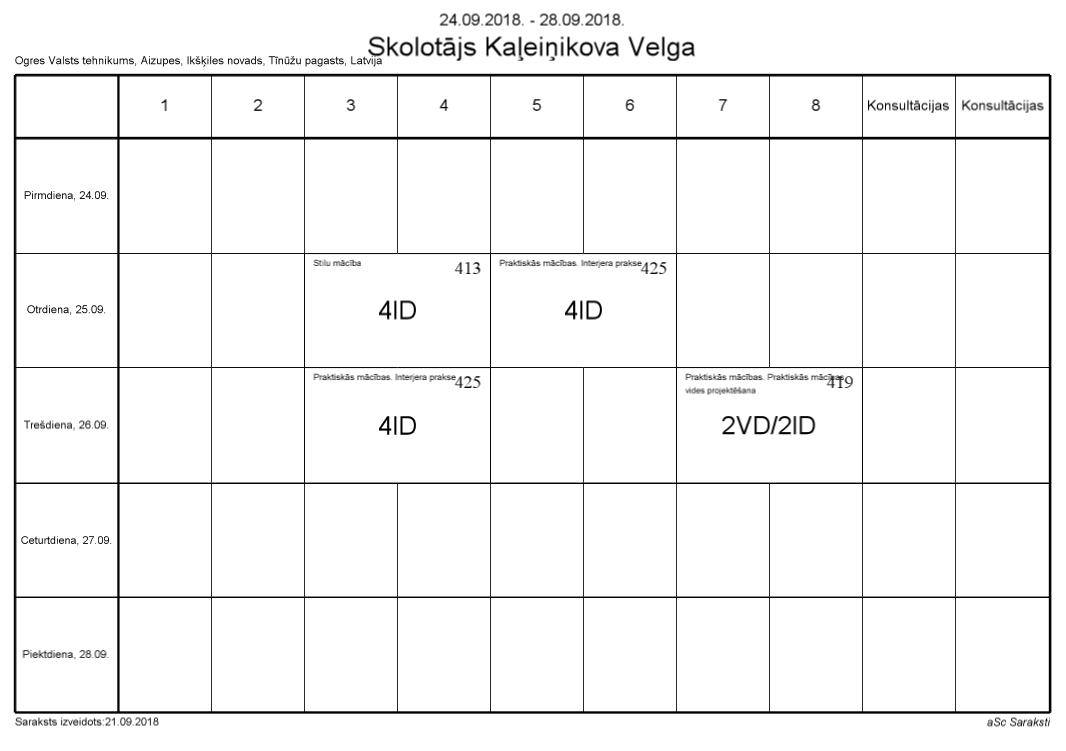 24.09.2018. - 28.09.2018.
Skolotājs Kaļeiņikova Velga
Ogres Valsts tehnikums, Aizupes, Ikšķiles novads, Tīnūžu pagasts, Latvija
1 2 3 4 5 6 7 8 Konsultācijas Konsultācijas
Pirmdiena, 24.09.
Stilu mācība 413 Praktiskās mācības. Interjera prakse 425
Otrdiena, 25.09. 4ID 4ID
Praktiskās mācības. Interjera prakse 425 Praktiskās mācības. Praktiskās mācības 419
vides projektēšana
Trešdiena, 26.09. 4ID 2VD/2ID
Ceturtdiena, 27.09.
Piektdiena, 28.09.
Saraksts izveidots:21.09.2018 aSc Saraksti